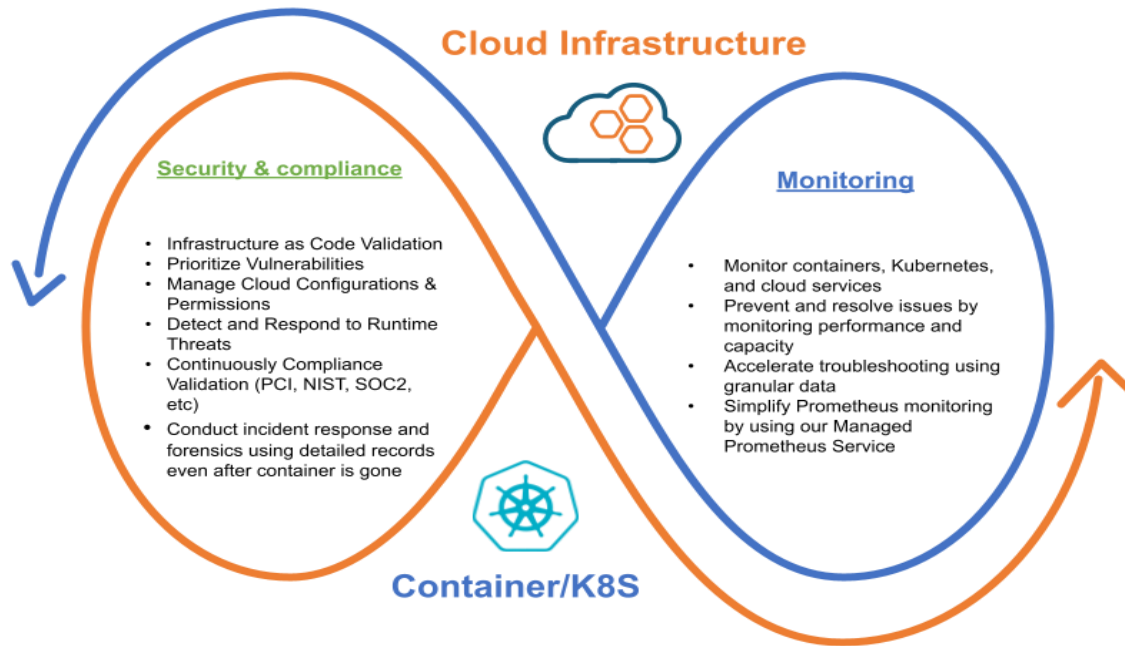 Cloud Infrastructure
Security & compliance
• Infrastructure as Code Validation
• Prioritize Vulnerabilities
• Manage Cloud Configurations &
Permissions
• Detect and Respond to Runtime
Threats
• Continuously Compliance
Validation (PCI, NIST, SOC2,
etc)
• Conduct incident response and
forensics using detailed records
even after container is gone
Monitoring
• Monitor containers, Kubernetes,
and cloud services
• Prevent and resolve issues by
monitoring performance and
capacity
• Accelerate troubleshooting using
granular data
• Simplify Prometheus monitoring
by using our Managed
Prometheus Service
Container/K8S